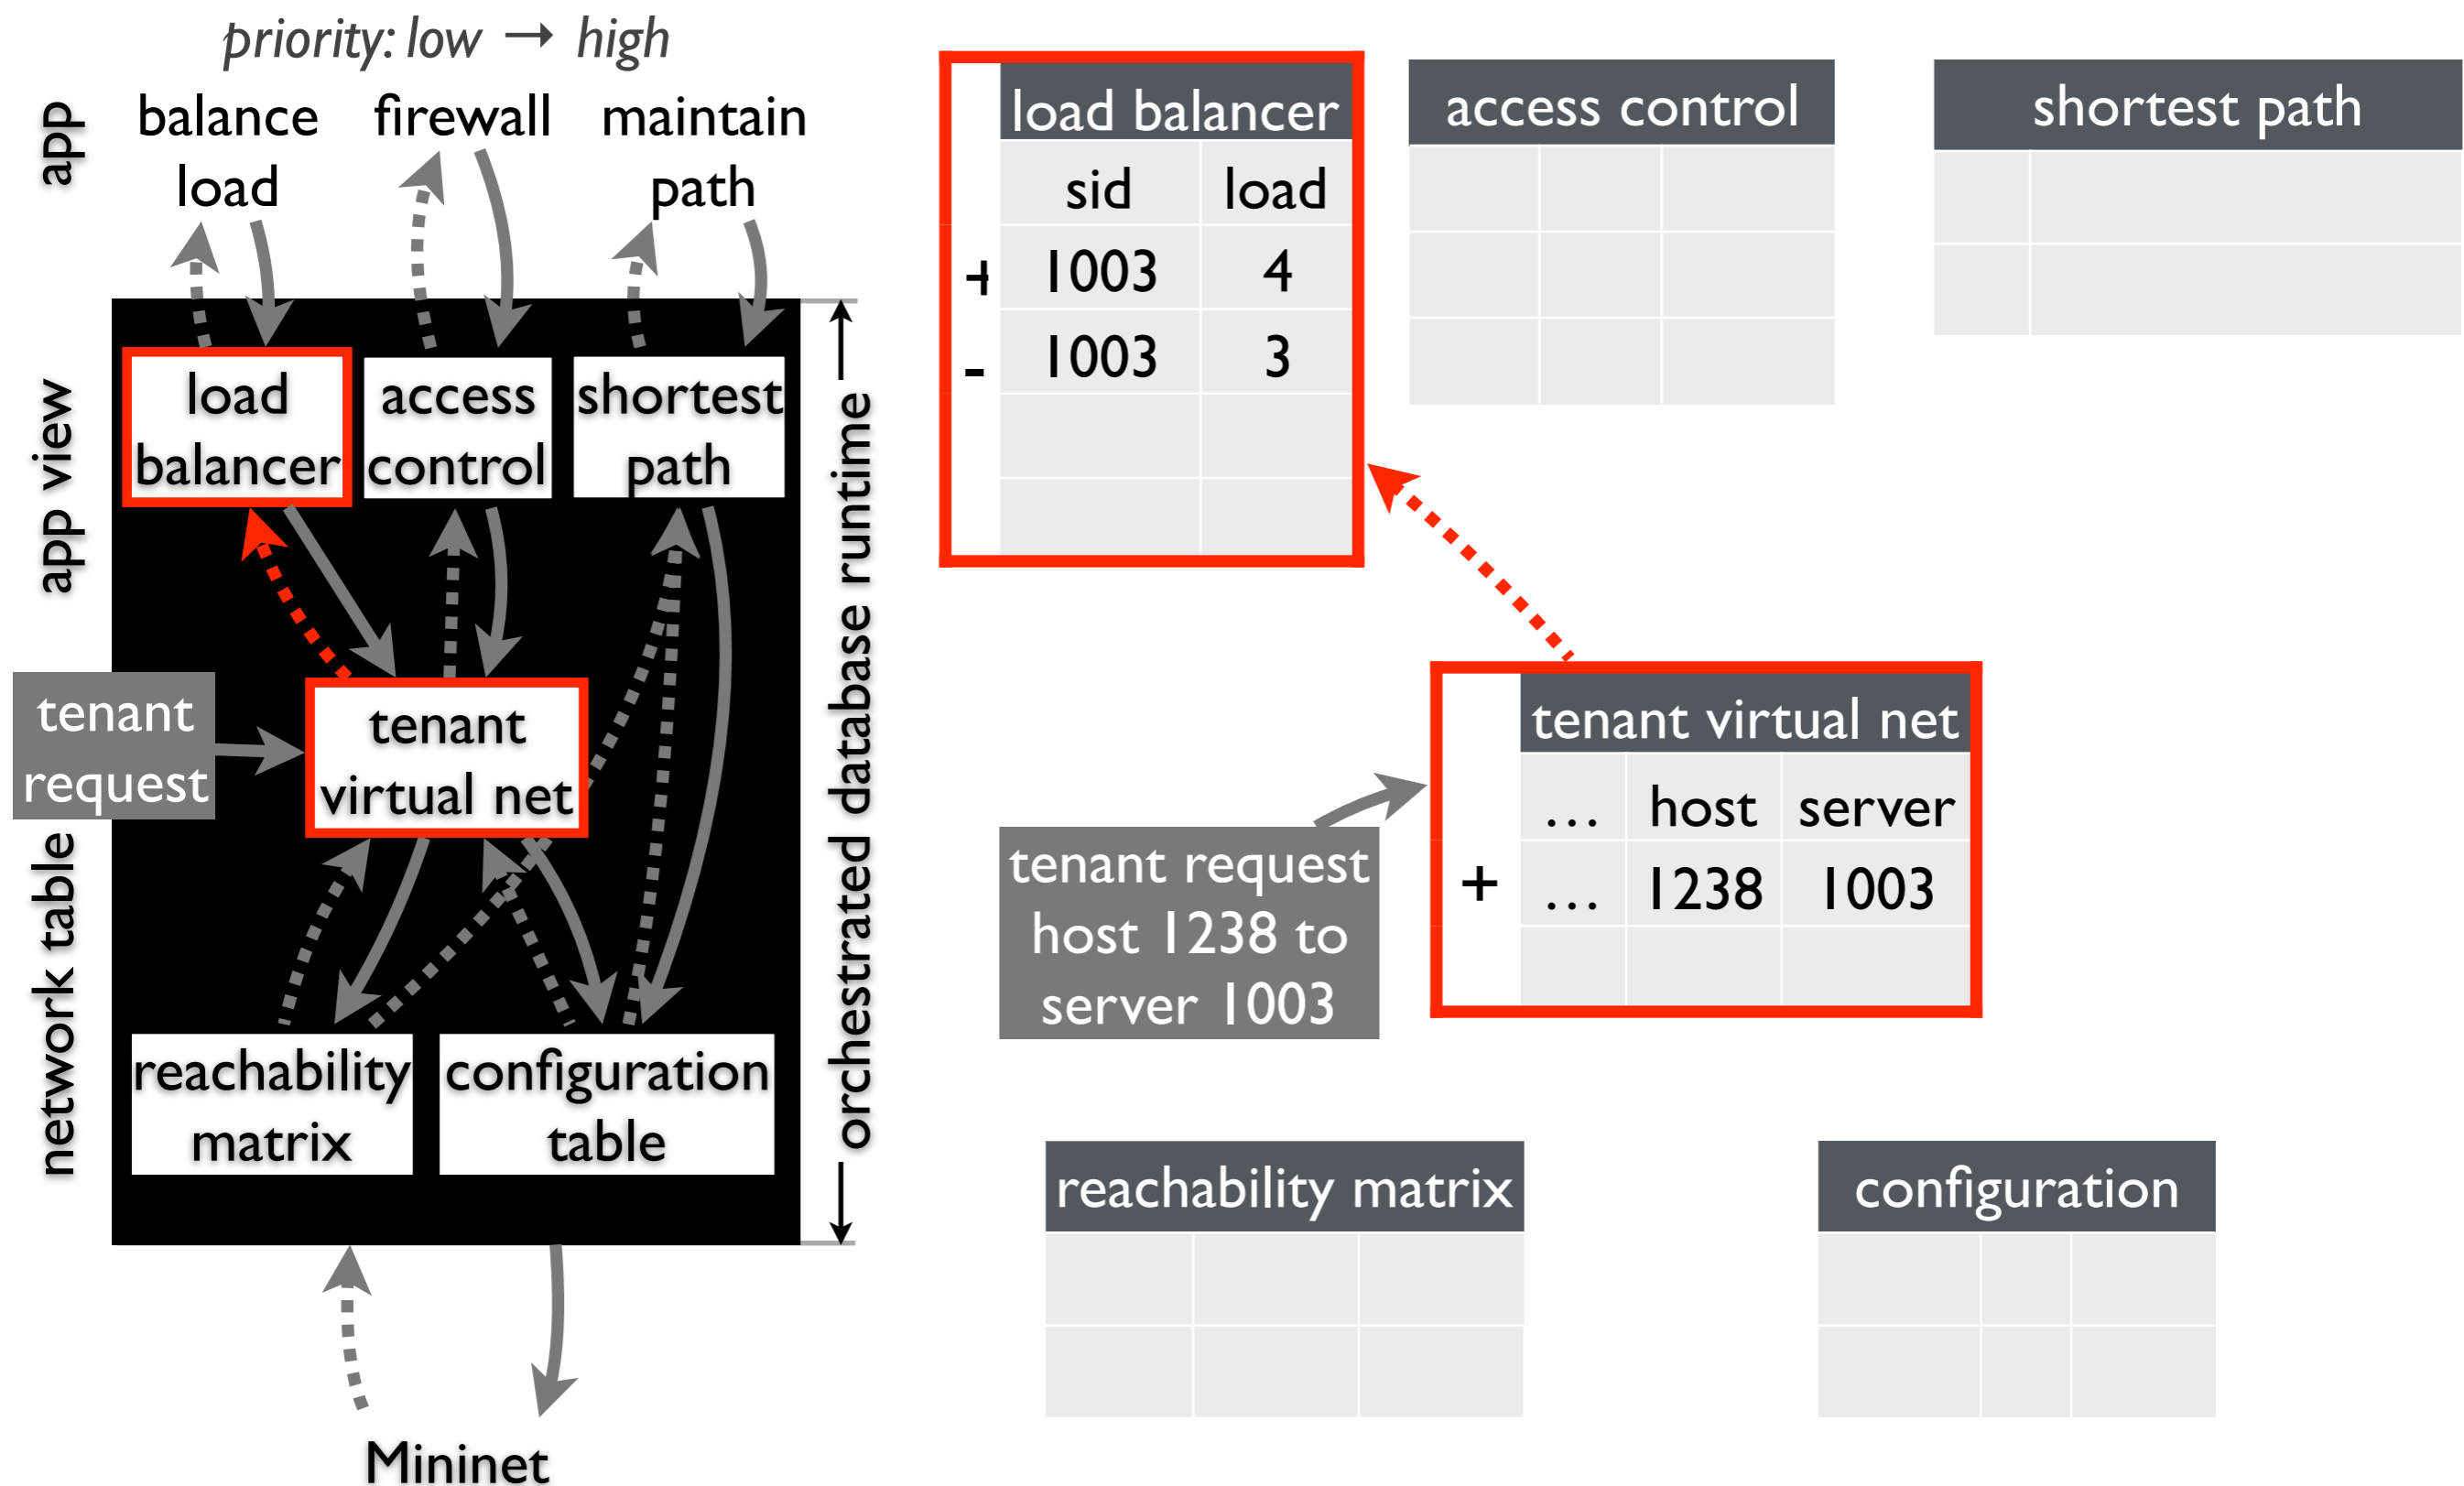 priority: low → high
app
balance
load
firewall
maintain
path
app view
load
balancer
access
control
shortest
path
orchestrated database runtime
tenant
request
tenant
virtual net
network table
reachability
matrix
configuration
table
Mininet
load balancer
sid load
+ 1003 4
- 1003 3
access control
shortest path
tenant virtual net
... host server
+ ... 1238 1003
tenant request
host 1238 to
server 1003
reachability matrix
configuration